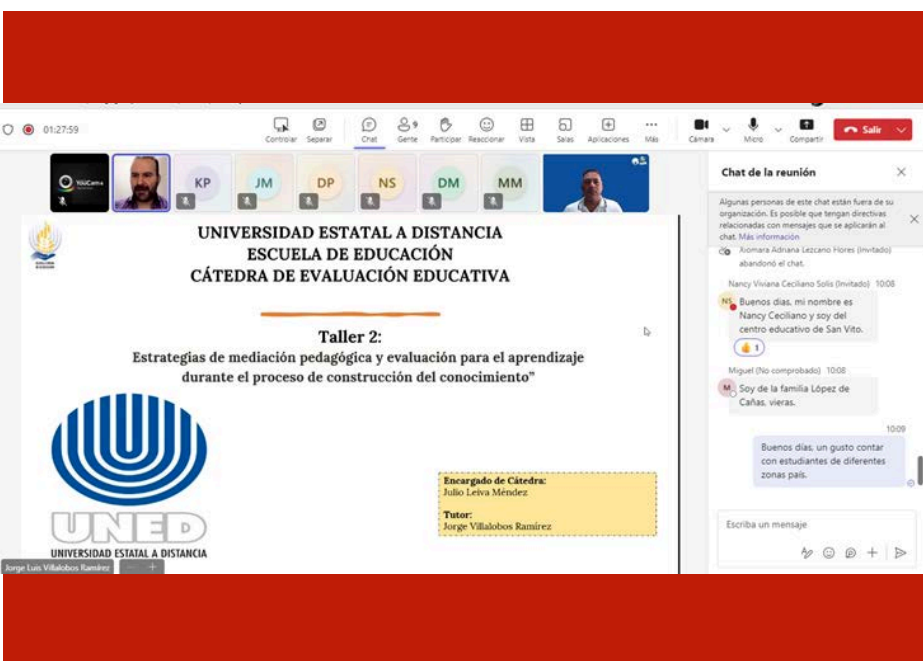 01:27:59
Controlar Separar Chat Gente 9 Participar Reaccionar Vista Salas Aplicaciones Más Cámara Micro Compartir Salir
YouCam
KP JM DP NS DM MM
UNIVERSIDAD ESTATAL A DISTANCIA
ESCUELA DE EDUCACIÓN
CÁTEDRA DE EVALUACIÓN EDUCATIVA
Taller 2:
Estrategias de mediación pedagógica y evaluación para el aprendizaje
durante el proceso de construcción del conocimiento”
Encargado de Cátedra:
Julio Leiva Méndez
Tutor:
Jorge Villalobos Ramírez
UNED
UNIVERSIDAD ESTATAL A DISTANCIA
Jorge Luis Villalobos Ramírez
Chat de la reunión
Algunas personas de este chat están fuera de su
organización. Es posible que tengan directivas
relacionadas con mensajes que se aplicarán al
chat. Más información
Xiomara Adriana Lezcano Flores (Invitado)
abandonó el chat.
Nancy Viviana Ceciliano Solis (Invitado) 10:08
NS
Buenos días, mi nombre es
Nancy Ceciliano y soy del
centro educativo de San Vito.
1
Miguel (No comprobado) 10:08
M
Soy de la familia López de
Cañas, vieras.
10:09
Buenos días, un gusto contar
con estudiantes de diferentes
zonas país.
Escriba un mensaje